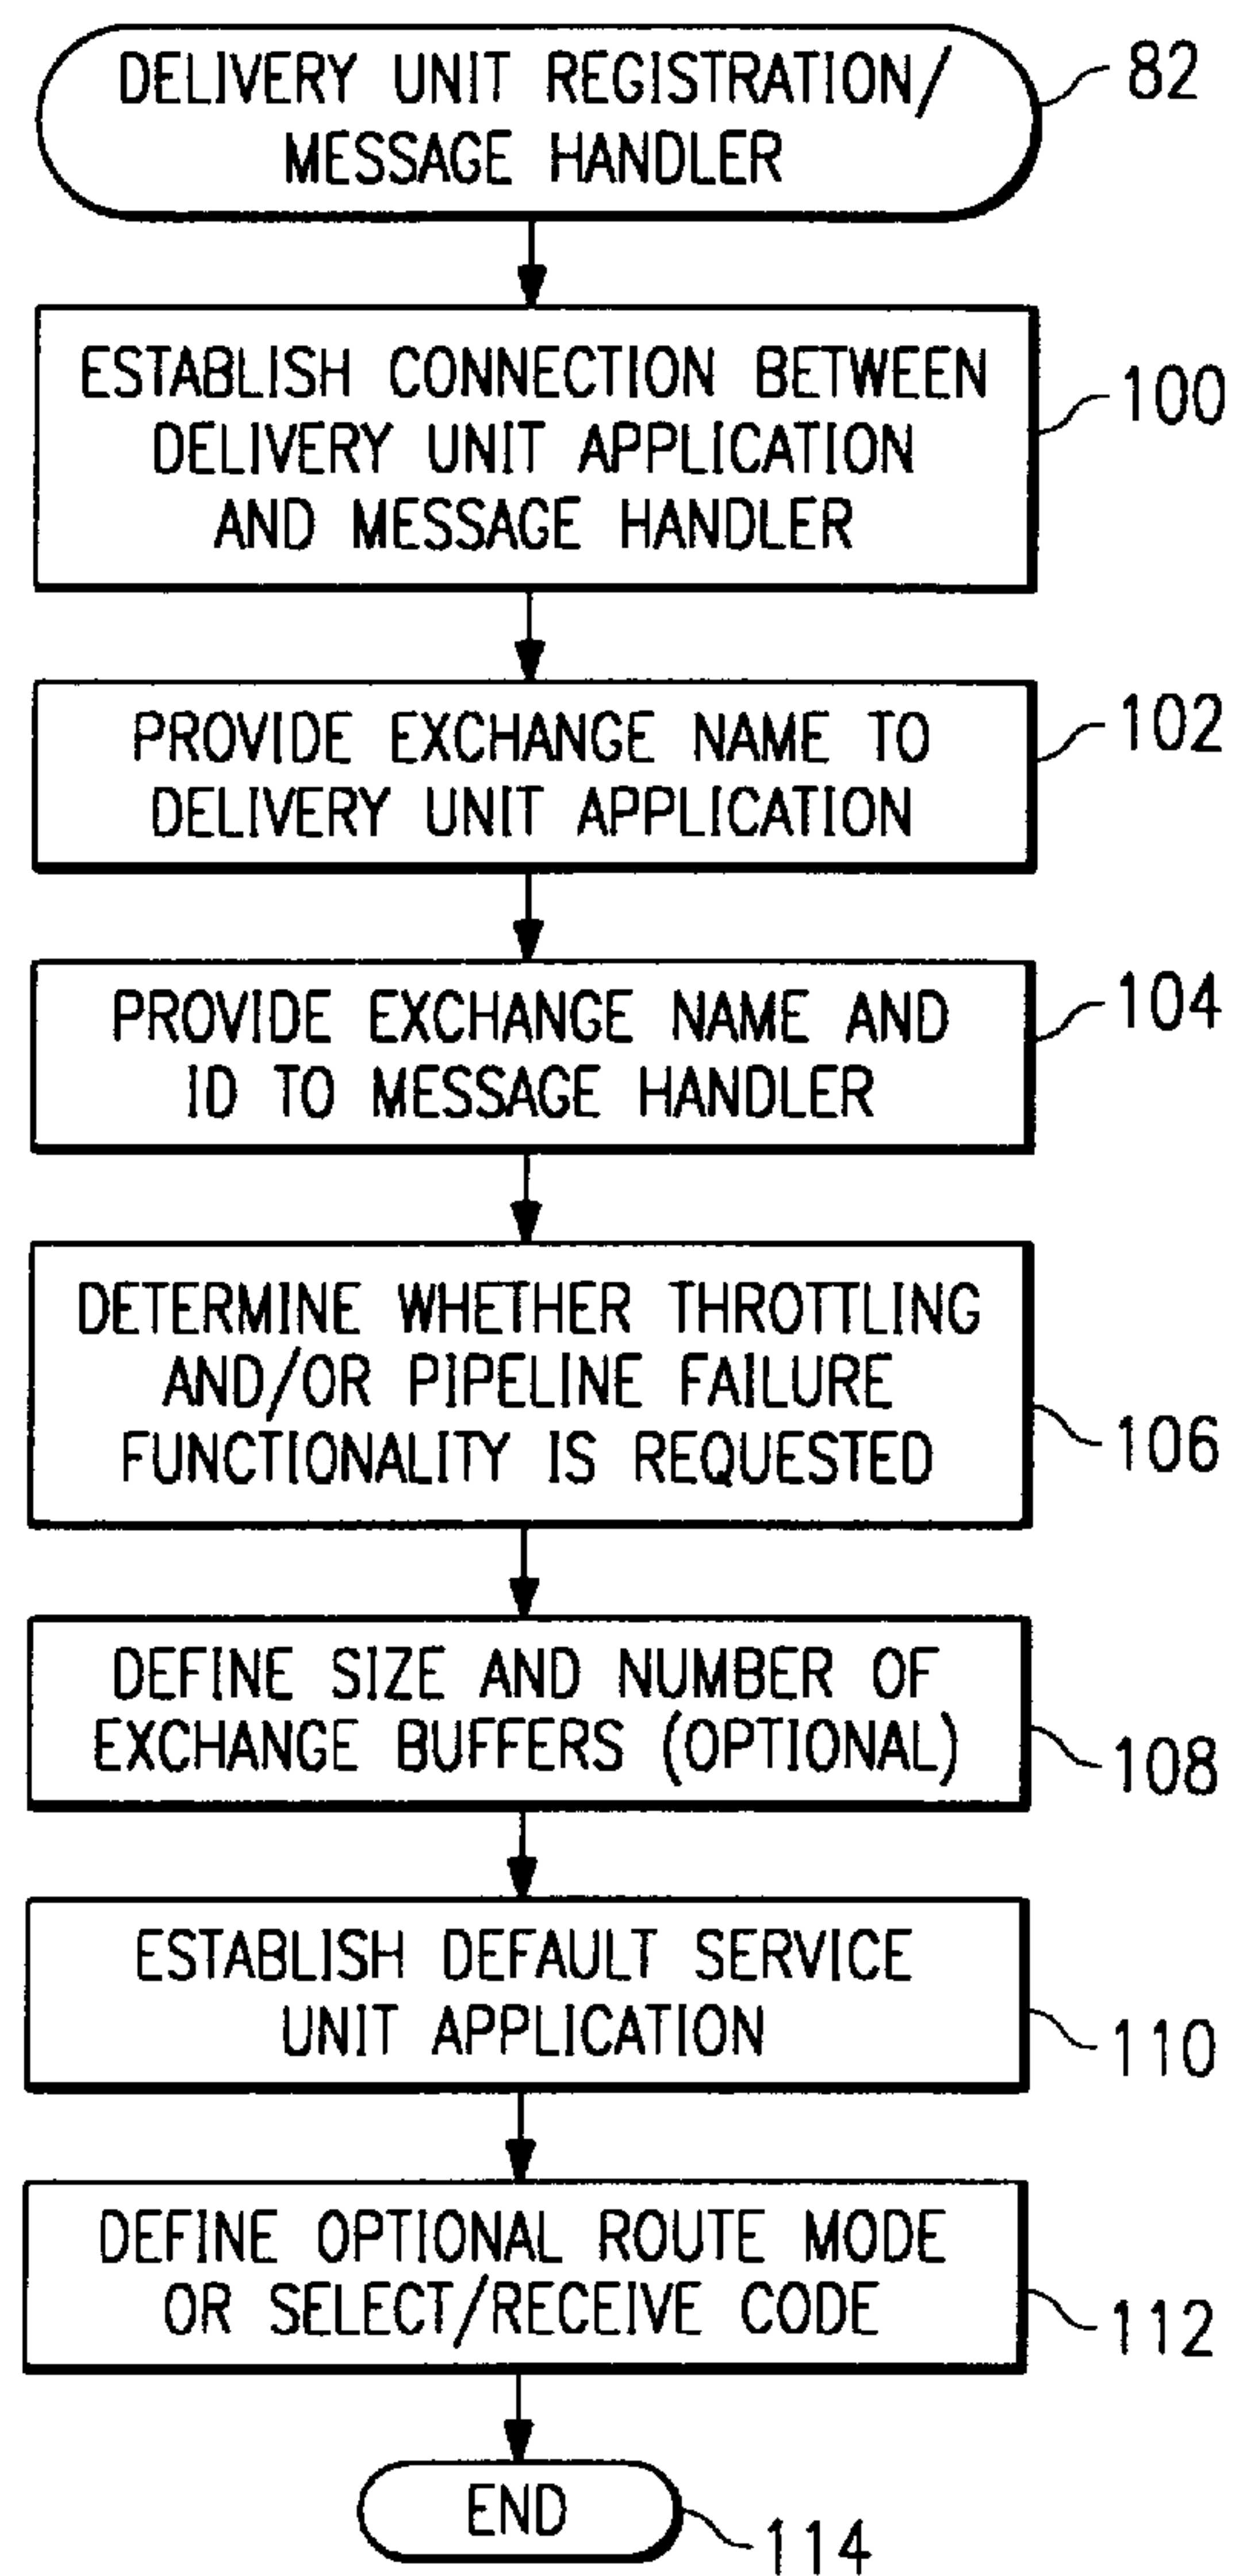 DELIVERY UNIT REGISTRATION/
MESSAGE HANDLER
82
ESTABLISH CONNECTION BETWEEN
DELIVERY UNIT APPLICATION
AND MESSAGE HANDLER
100
PROVIDE EXCHANGE NAME TO
DELIVERY UNIT APPLICATION
102
PROVIDE EXCHANGE NAME AND
ID TO MESSAGE HANDLER
104
DETERMINE WHETHER THROTTLING
AND/OR PIPELINE FAILURE
FUNCTIONALITY IS REQUESTED
106
DEFINE SIZE AND NUMBER OF
EXCHANGE BUFFERS (OPTIONAL)
108
ESTABLISH DEFAULT SERVICE
UNIT APPLICATION
110
DEFINE OPTIONAL ROUTE MODE
OR SELECT/RECEIVE CODE
112
END
114